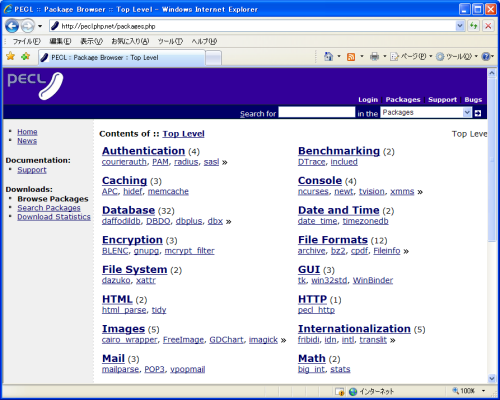 PECL :: Package Browser :: Top Level - Windows Internet Explorer
http://pecl.php.net/packages.php
ファイル(F) 編集(E) 表示(V) お気に入り(A) ツール(T) ヘルプ(H)
PECL :: Package Browser :: Top Level
ページ(P) ツール(O)
PECL
Login Packages Support Bugs
Search for in the Packages
Home
News
Documentation:
Support
Downloads:
Browse Packages
Search Packages
Download Statistics
Contents of :: Top Level
Top Leve
Authentication (4)
courierauth, PAM, radius, sasl »
Benchmarking (2)
DTrace, inclued
Caching (3)
APC, hidef, memcache
Console (4)
ncurses, newt, tvision, xmms »
Database (32)
daffodildb, DBDO, dbplus, dbx »
Date and Time (2)
date_time, timezonedb
Encryption (3)
BLENC, gnupg, mcrypt_filter
File Formats (12)
archive, bz2, cpdf, Fileinfo »
File System (2)
dazuko, xattr
GUI (3)
tk, win32std, WinBinder
HTML (2)
html_parse, tidy
HTTP (1)
pecl_http
Images (5)
cairo_wrapper, FreeImage, GDChart, imagick »
Internationalization (5)
fribidi, idn, intl, translit »
Mail (3)
mailparse, POP3, vpopmail
Math (2)
big_int, stats
インターネット
100%